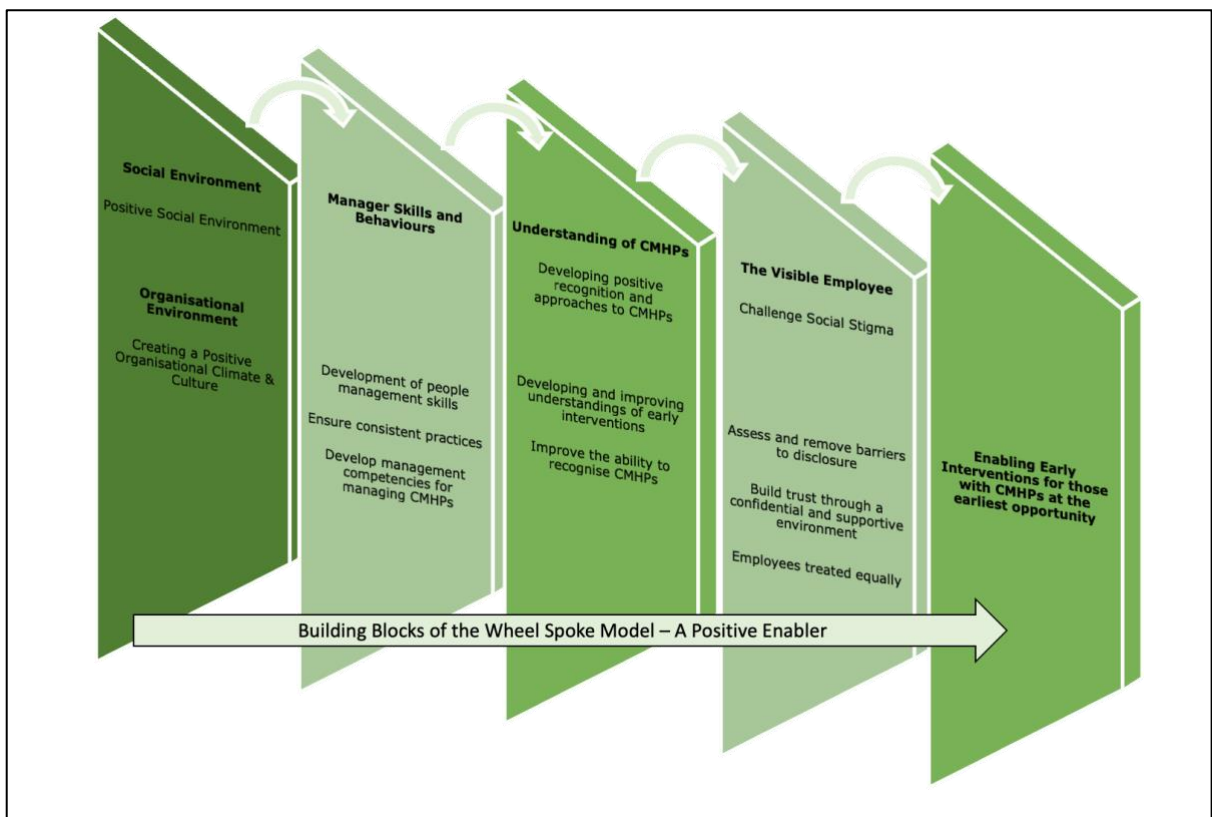 Social Environment
Positive Social Environment
Organisational
Environment
Creating a Positive
Organisational Climate &
Culture
Manager Skills and
Behaviours
Development of people
management skills
Ensure consistent practices
Develop management
competencies for
managing CMHPs
Understanding of CMHPs
Developing positive
recognition and
approaches to CMHPs
Developing and improving
understandings of early
interventions
Improve the ability to
recognise CMHPs
The Visible Employee
Challenge Social Stigma
Assess and remove barriers
to disclosure
Build trust through a
confidential and supportive
environment
Employees treated equally
Enabling Early
Interventions for those
with CMHPs at the
earliest opportunity
Building Blocks of the Wheel Spoke Model – A Positive Enabler